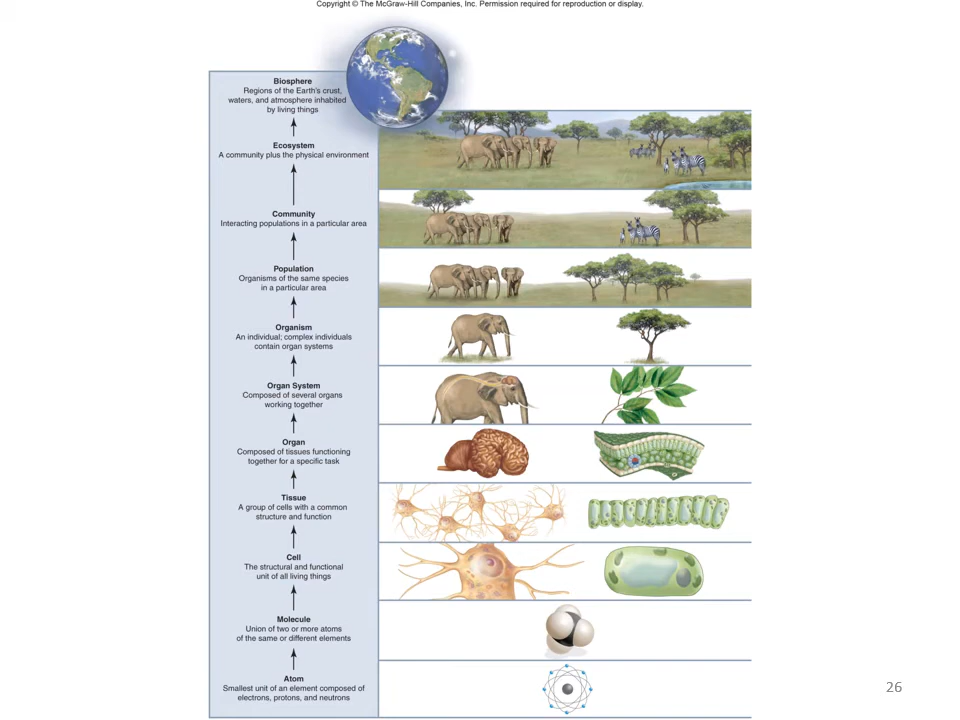 Copyright © The McGraw-Hill Companies, Inc. Permission required for reproduction or display.
Biosphere
Regions of the Earth's crust,
waters, and atmosphere inhabited
by living things
Ecosystem
A community plus the physical environment
Community
Interacting populations in a particular area
Population
Organisms of the same species
in a particular area
Organism
An individual; complex individuals
contain organ systems
Organ System
Composed of several organs
working together
Organ
Composed of tissues functioning
together for a specific task
Tissue
A group of cells with a common
structure and function
Cell
The structural and functional
unit of all living things
Molecule
Union of two or more atoms
of the same or different elements
Atom
Smallest unit of an element composed of
electrons, protons, and neutrons
26